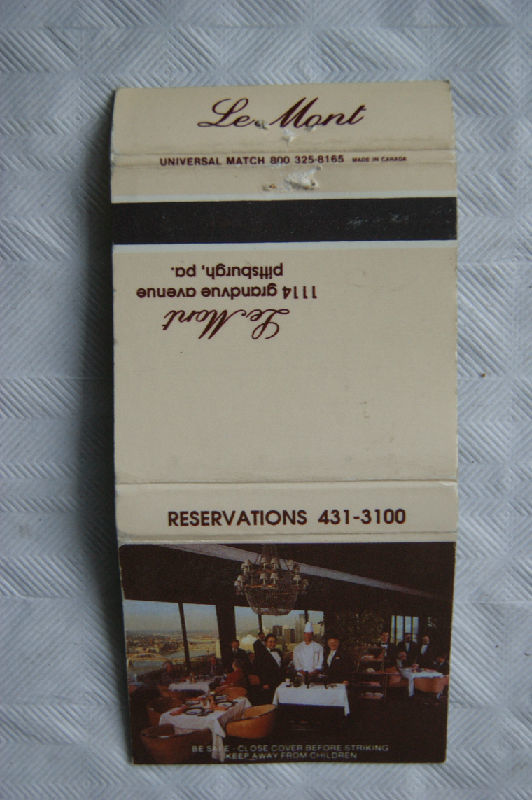 Le Mont
UNIVERSAL MATCH 800 325-8165 MADE IN CANADA
Le Mont
1114 grandvue avenue
pittsburgh, pa.
RESERVATIONS 431-3100
BE SAFE - CLOSE COVER BEFORE STRIKING
KEEP AWAY FROM CHILDREN